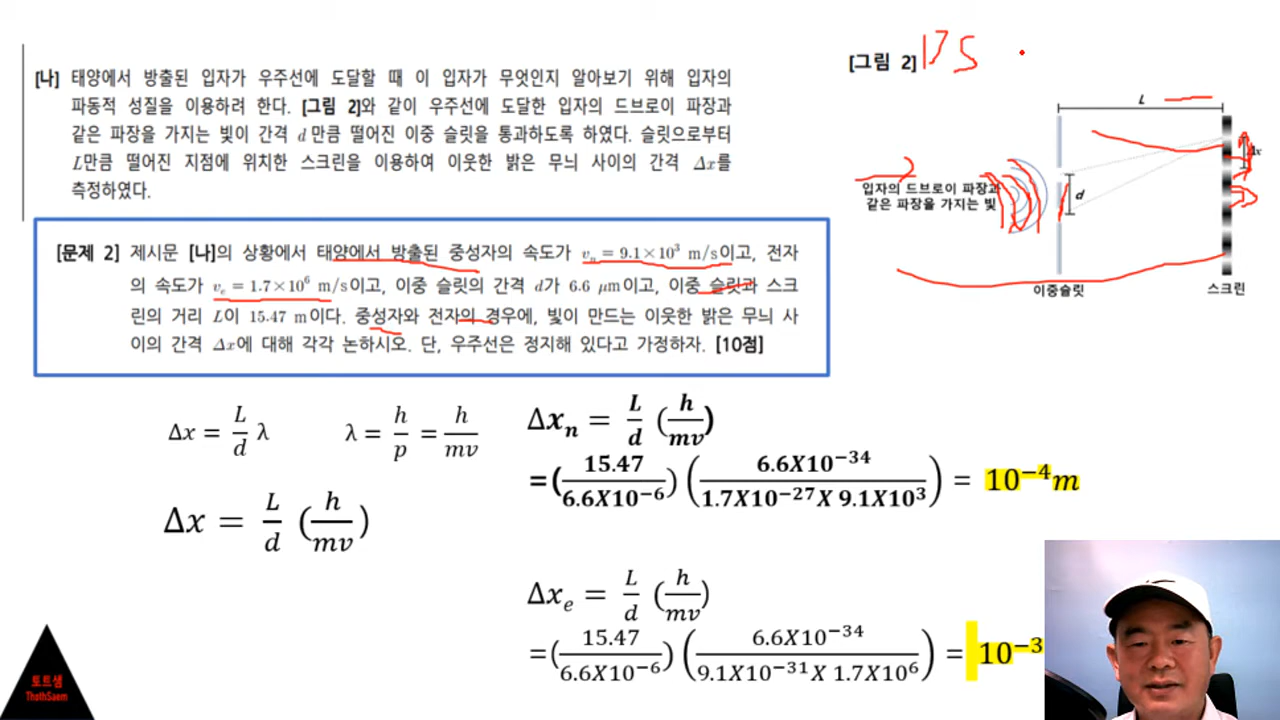 [나] 태양에서 방출된 입자가 우주선에 도달할 때 이 입자가 무엇인지 알아보기 위해 입자의
파동적 성질을 이용하려 한다. [그림 2]와 같이 우주선에 도달한 입자의 드브로이 파장과
같은 파장을 가지는 빛이 간격 d만큼 떨어진 이중 슬릿을 통과하도록 하였다. 슬릿으로부터
L만큼 떨어진 지점에 위치한 스크린을 이용하여 이웃한 밝은 무늬 사이의 간격 Δx를
측정하였다.
[문제 2] 제시문 [나]의 상황에서 태양에서 방출된 중성자의 속도가 vₙ = 9.1×10³ m/s이고, 전자
의 속도가 vₑ = 1.7×10⁶ m/s이고, 이중 슬릿의 간격 d가 6.6 μm이고, 이중 슬릿과 스크
린의 거리 L이 15.47 m이다. 중성자와 전자의 경우에, 빛이 만드는 이웃한 밝은 무늬 사
이의 간격 Δx에 대해 각각 논하시오. 단, 우주선은 정지해 있다고 가정하자. [10점]
[그림 2]
L
Δx
입자의 드브로이 파장과
같은 파장을 가지는 빛
d
이중슬릿
스크린
Δx = L/d λ
λ = h/p = h/mv
Δx = L/d (h/mv)
Δxₙ = L/d (h/mv)
= (15.47/6.6X10⁻⁶) (6.6X10⁻³⁴/1.7X10⁻²⁷X 9.1X10³) = 10⁻⁴m
Δxₑ = L/d (h/mv)
= (15.47/6.6X10⁻⁶) (6.6X10⁻³⁴/9.1X10⁻³¹X 1.7X10⁶) = 10⁻³
토트샘
ThothSaem